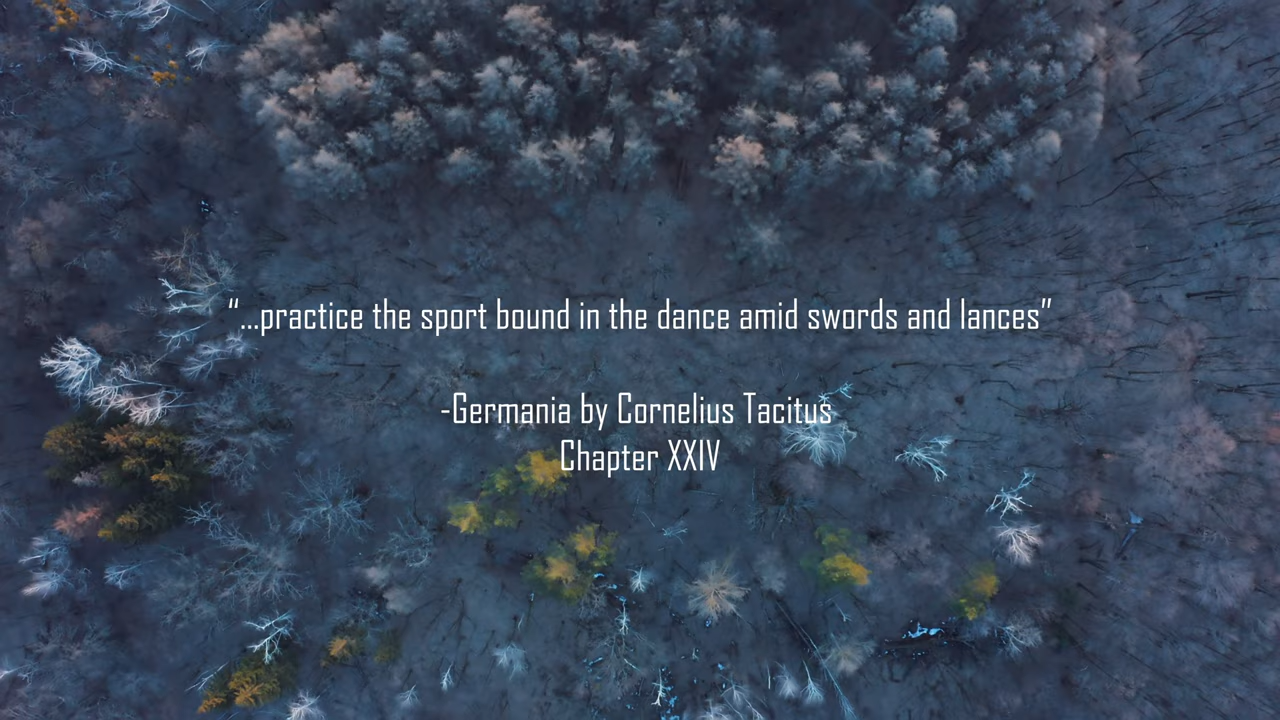 “...practice the sport bound in the dance amid swords and lances”
-Germania by Cornelius Tacitus
Chapter XXIV